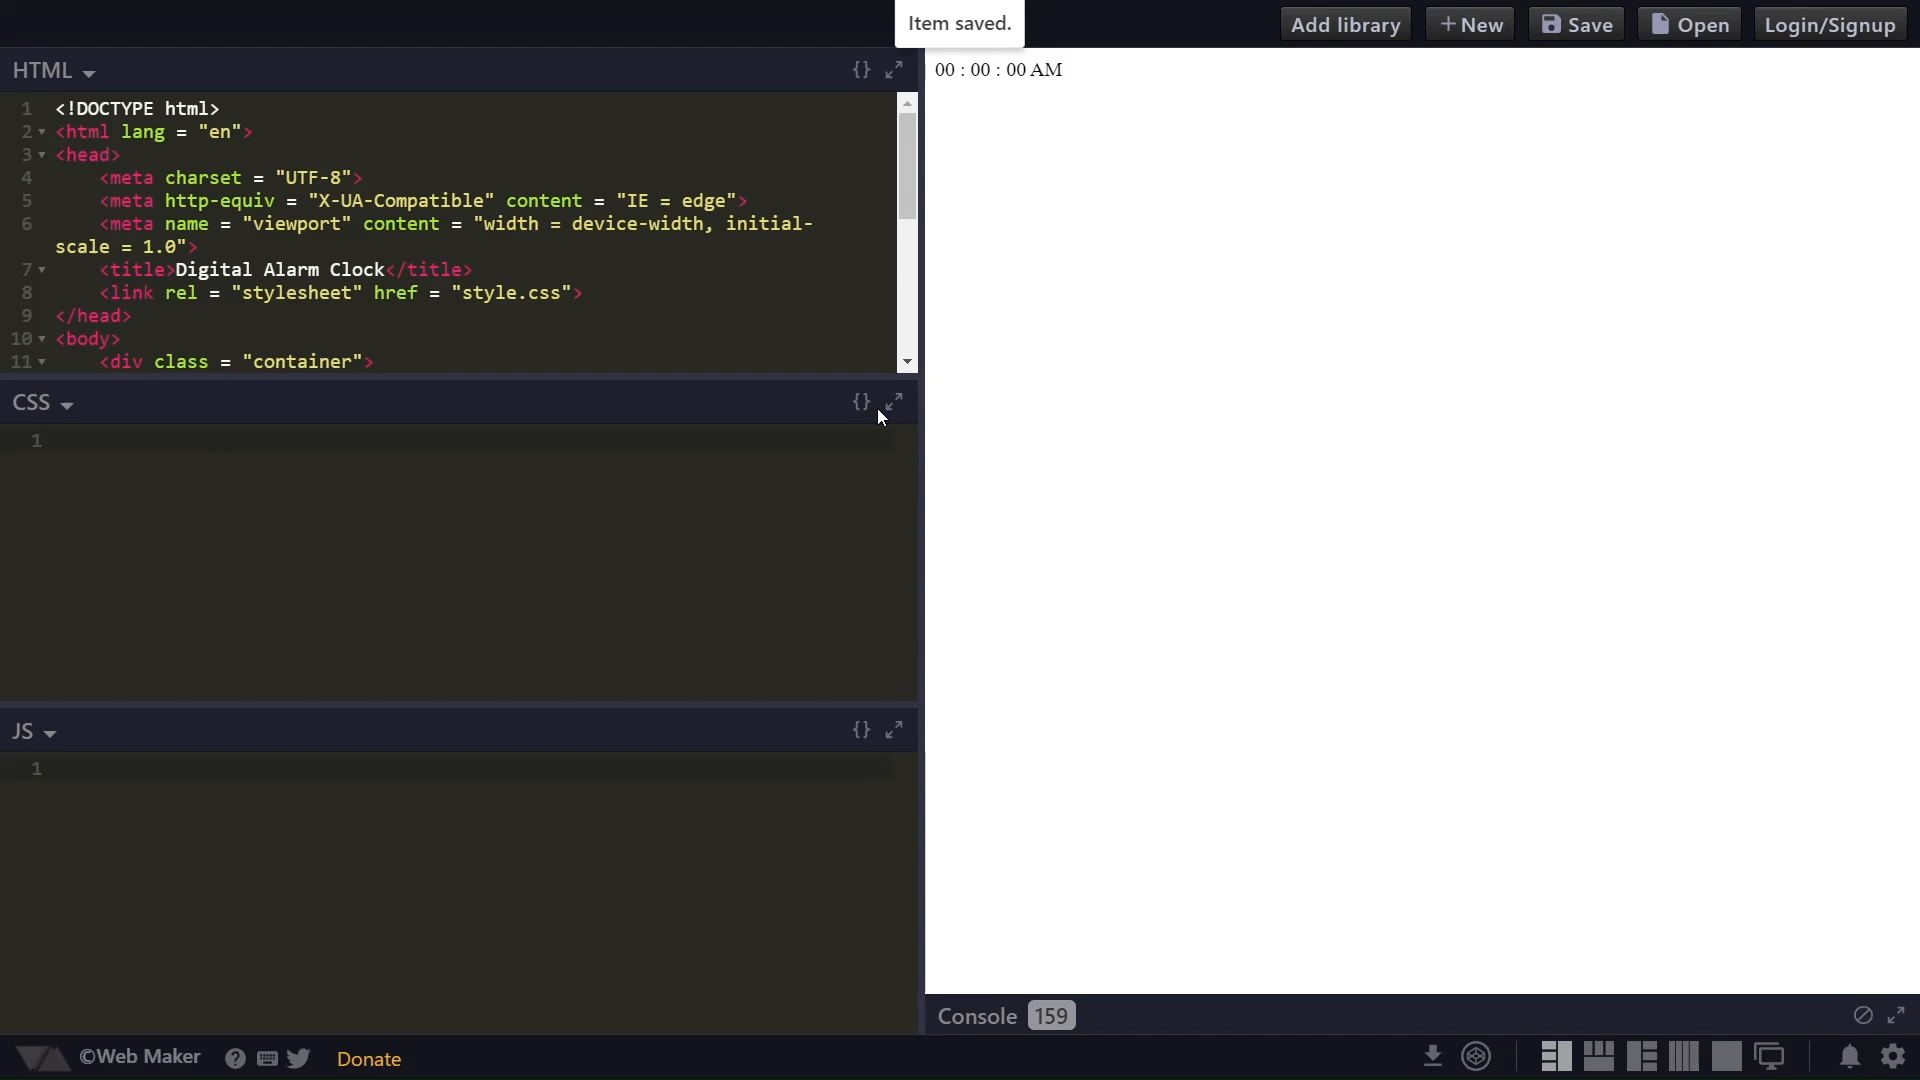 Item saved.
Add library
+ New
Save
Open
Login/Signup
HTML
{}
1 <!DOCTYPE html>
2 <html lang = "en">
3 <head>
4 <meta charset = "UTF-8">
5 <meta http-equiv = "X-UA-Compatible" content = "IE = edge">
6 <meta name = "viewport" content = "width = device-width, initial-
scale = 1.0">
7 <title>Digital Alarm Clock</title>
8 <link rel = "stylesheet" href = "style.css">
9 </head>
10 <body>
11 <div class = "container">
CSS
{}
1
JS
{}
1
00 : 00 : 00 AM
Console 159
©Web Maker
?
Donate